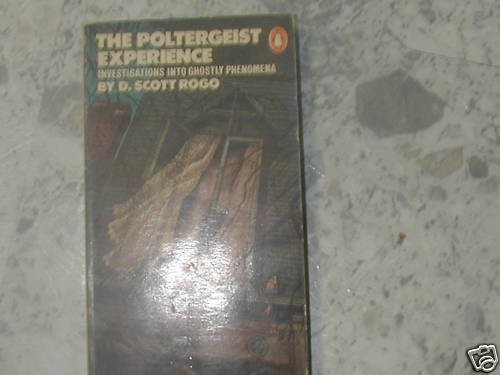 THE POLTERGEIST
EXPERIENCE
INVESTIGATIONS INTO GHOSTLY PHENOMENA
BY D. SCOTT ROGO